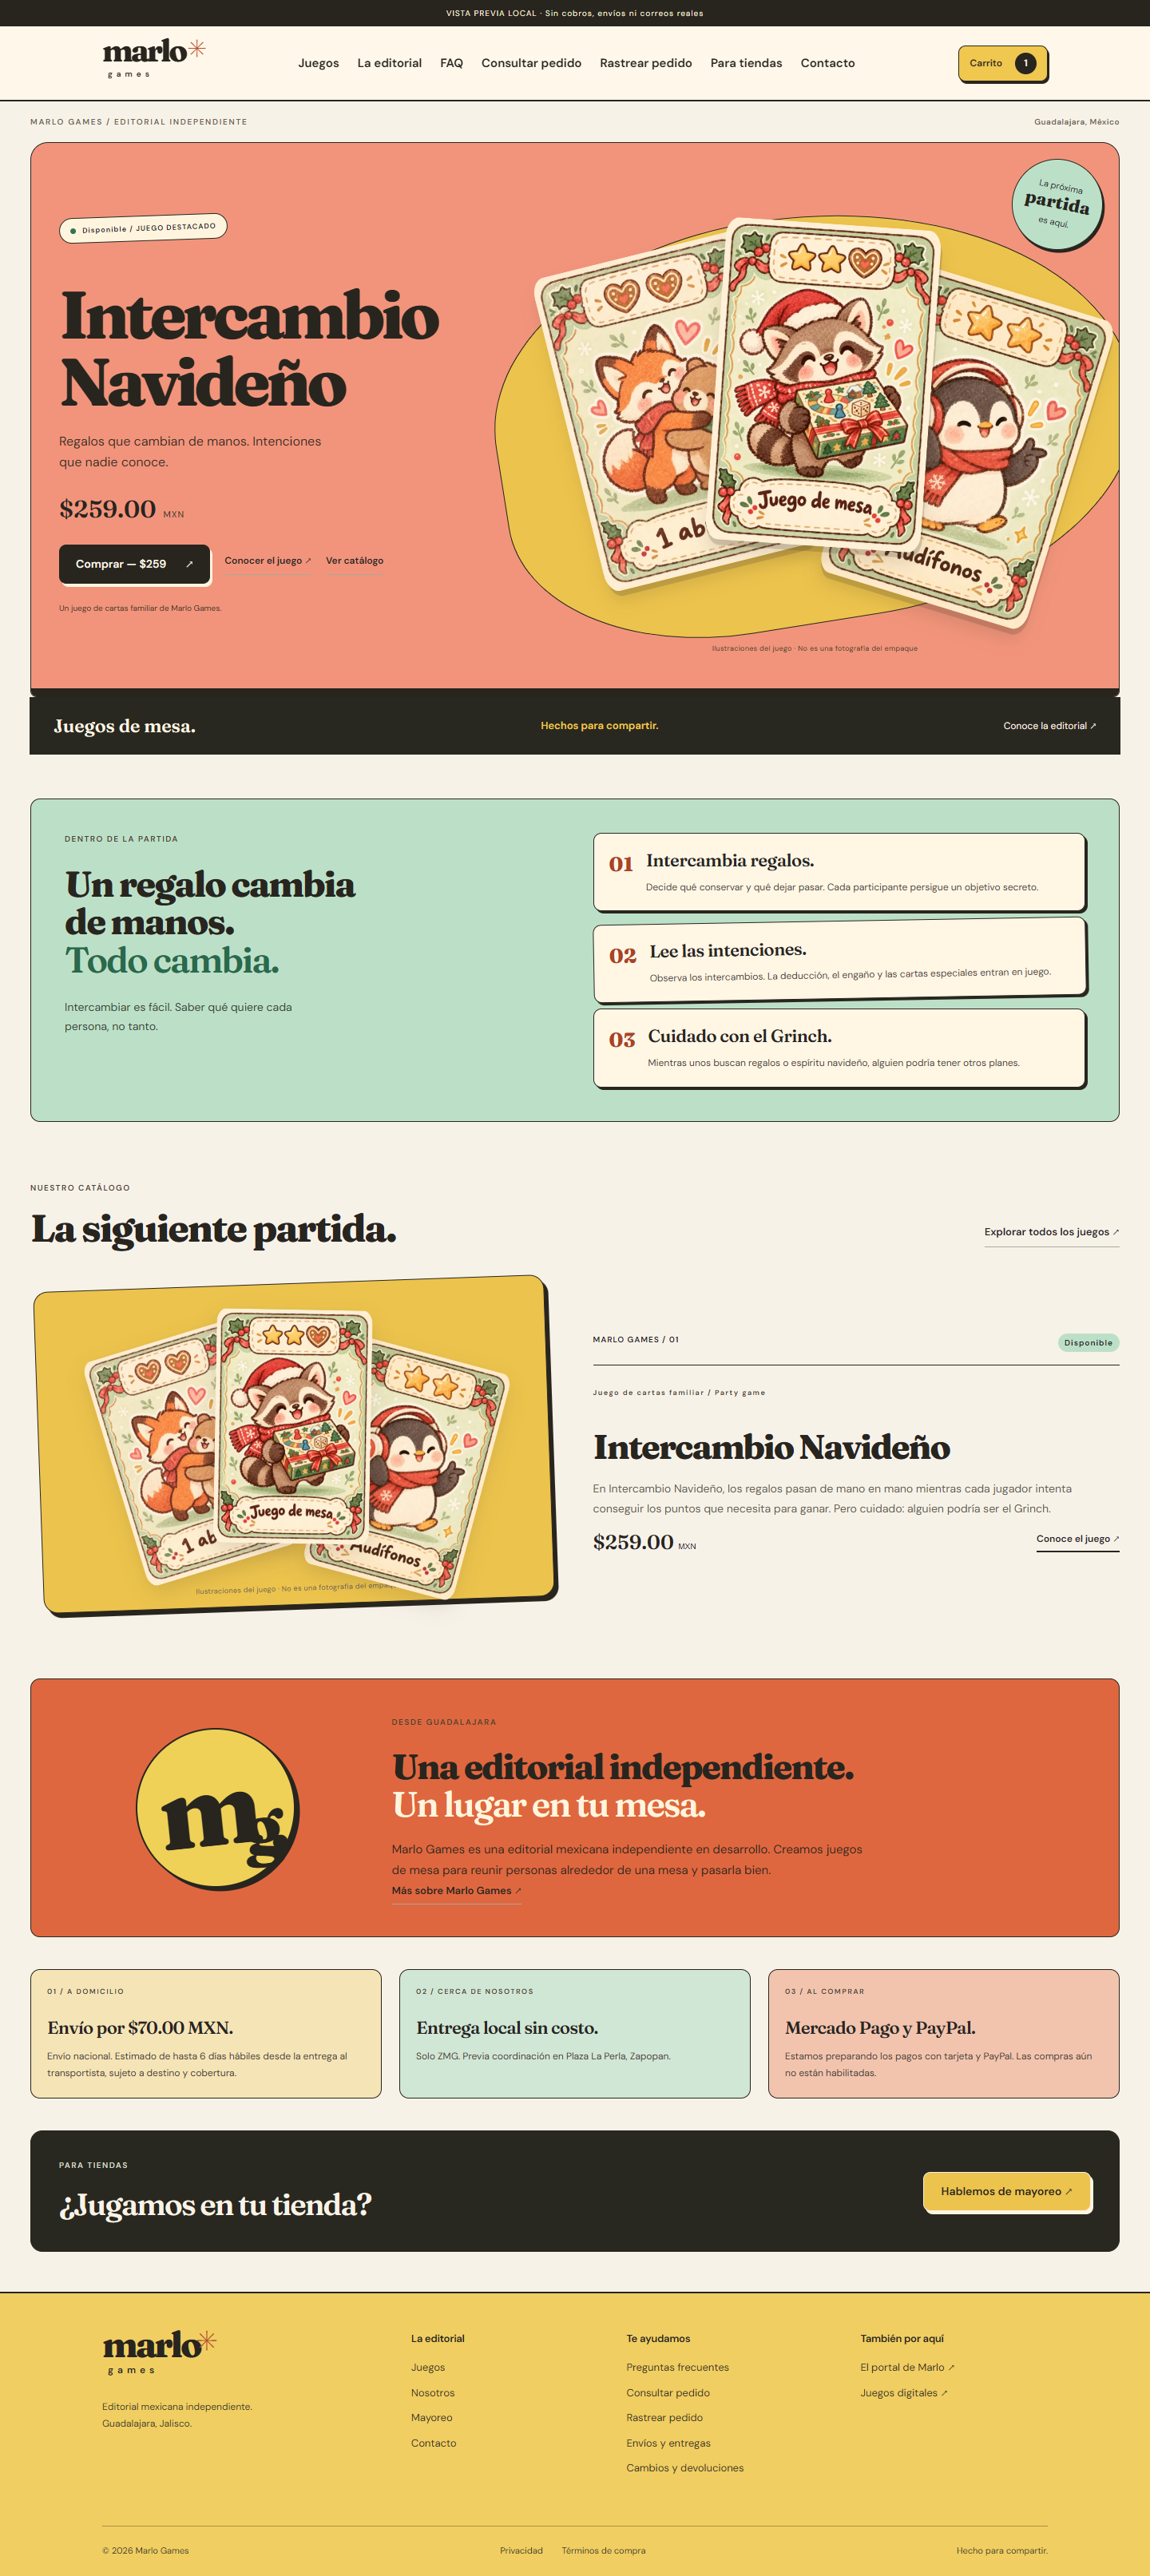 VISTA PREVIA LOCAL · Sin cobros, envíos ni correos reales
marlo
games
Juegos
La editorial
FAQ
Consultar pedido
Rastrear pedido
Para tiendas
Contacto
Carrito 1
MARLO GAMES / EDITORIAL INDEPENDIENTE
Guadalajara, México
La próxima
partida
es aquí.
Disponible / JUEGO DESTACADO
Intercambio
Navideño
Regalos que cambian de manos. Intenciones
que nadie conoce.
$259.00 MXN
Comprar — $259 ↗
Conocer el juego ↗
Ver catálogo
Un juego de cartas familiar de Marlo Games.
1 ab
Juego de mesa
Audífonos
Ilustraciones del juego · No es una fotografía del empaque
Juegos de mesa.
Hechos para compartir.
Conoce la editorial ↗
DENTRO DE LA PARTIDA
Un regalo cambia
de manos.
Todo cambia.
Intercambiar es fácil. Saber qué quiere cada
persona, no tanto.
01 Intercambia regalos.
Decide qué conservar y qué dejar pasar. Cada participante persigue un objetivo secreto.
02 Lee las intenciones.
Observa los intercambios. La deducción, el engaño y las cartas especiales entran en juego.
03 Cuidado con el Grinch.
Mientras unos buscan regalos o espíritu navideño, alguien podría tener otros planes.
NUESTRO CATÁLOGO
La siguiente partida.
Explorar todos los juegos ↗
1 ab
Juego de mesa
Audífonos
Ilustraciones del juego · No es una fotografía del
MARLO GAMES / 01
Disponible
Juego de cartas familiar / Party game
Intercambio Navideño
En Intercambio Navideño, los regalos pasan de mano en mano mientras cada jugador intenta
conseguir los puntos que necesita para ganar. Pero cuidado: alguien podría ser el Grinch.
$259.00 MXN
Conoce el juego ↗
mg
DESDE GUADALAJARA
Una editorial independiente.
Un lugar en tu mesa.
Marlo Games es una editorial mexicana independiente en desarrollo. Creamos juegos
de mesa para reunir personas alrededor de una mesa y pasarla bien.
Más sobre Marlo Games ↗
01 / A DOMICILIO
Envío por $70.00 MXN.
Envío nacional. Estimado de hasta 6 días hábiles desde la entrega al
transportista, sujeto a destino y cobertura.
02 / CERCA DE NOSOTROS
Entrega local sin costo.
Solo ZMG. Previa coordinación en Plaza La Perla, Zapopan.
03 / AL COMPRAR
Mercado Pago y PayPal.
Estamos preparando los pagos con tarjeta y PayPal. Las compras aún
no están habilitadas.
PARA TIENDAS
¿Jugamos en tu tienda?
Hablemos de mayoreo ↗
marlo
games
Editorial mexicana independiente.
Guadalajara, Jalisco.
La editorial
Juegos
Nosotros
Mayoreo
Contacto
Te ayudamos
Preguntas frecuentes
Consultar pedido
Rastrear pedido
Envíos y entregas
Cambios y devoluciones
También por aquí
El portal de Marlo ↗
Juegos digitales ↗
© 2026 Marlo Games
Privacidad
Términos de compra
Hecho para compartir.